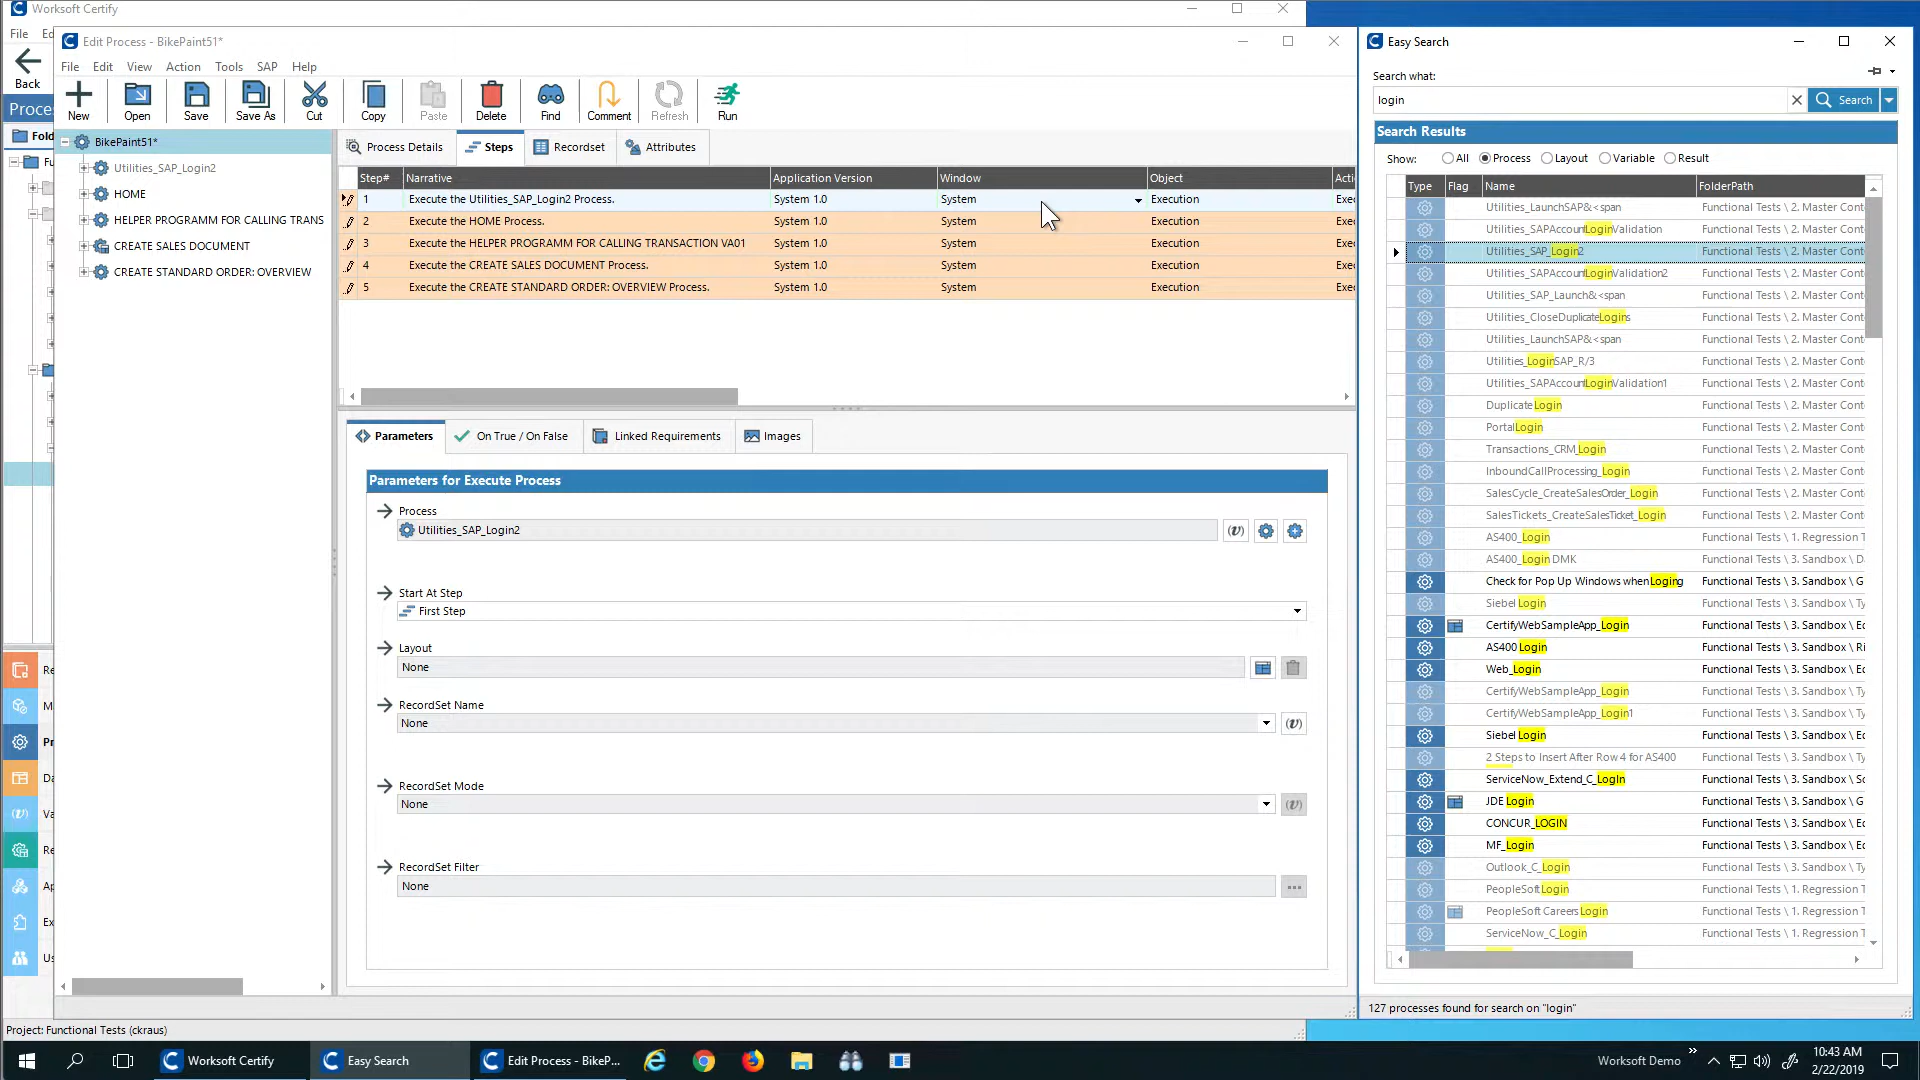 Worksoft Certify
File
Back
Edit Process - BikePaint51*
File Edit View Action Tools SAP Help
New Open Save Save As Cut Copy Paste Delete Find Comment Refresh Run
BikePaint51*
Utilities_SAP_Login2
HOME
HELPER PROGRAMM FOR CALLING TRANS
CREATE SALES DOCUMENT
CREATE STANDARD ORDER: OVERVIEW
Process Details Steps Recordset Attributes
Step# Narrative Application Version Window Object
1 Execute the Utilities_SAP_Login2 Process. System 1.0 System Execution
2 Execute the HOME Process. System 1.0 System Execution
3 Execute the HELPER PROGRAMM FOR CALLING TRANSACTION VA01 System 1.0 System Execution
4 Execute the CREATE SALES DOCUMENT Process. System 1.0 System Execution
5 Execute the CREATE STANDARD ORDER: OVERVIEW Process. System 1.0 System Execution
Parameters On True / On False Linked Requirements Images
Parameters for Execute Process
Process
Utilities_SAP_Login2
(v)
Start At Step
First Step
Layout
None
RecordSet Name
None
(v)
RecordSet Mode
None
(v)
RecordSet Filter
None
...
Project: Functional Tests (ckraus)
Easy Search
Search what:
login
Search
Search Results
Show: All Process Layout Variable Result
Type Flag Name FolderPath
Utilities_LaunchSAP&<span Functional Tests \ 2. Master Cont
Utilities_SAPAccountLoginValidation Functional Tests \ 2. Master Cont
Utilities_SAP_Login2 Functional Tests \ 2. Master Cont
Utilities_SAPAccountLoginValidation2 Functional Tests \ 2. Master Cont
Utilities_SAP_Launch&<span Functional Tests \ 2. Master Cont
Utilities_CloseDuplicateLogins Functional Tests \ 2. Master Cont
Utilities_LaunchSAP&<span Functional Tests \ 2. Master Cont
Utilities_LoginSAP_R/3 Functional Tests \ 2. Master Cont
Utilities_SAPAccountLoginValidation1 Functional Tests \ 2. Master Cont
DuplicateLogin Functional Tests \ 2. Master Cont
PortalLogin Functional Tests \ 2. Master Cont
Transactions_CRM_Login Functional Tests \ 2. Master Cont
InboundCallProcessing_Login Functional Tests \ 2. Master Cont
SalesCycle_CreateSalesOrder_Login Functional Tests \ 2. Master Cont
SalesTickets_CreateSalesTicket_Login Functional Tests \ 2. Master Cont
AS400_Login Functional Tests \ 1. Regression T
AS400_Login DMK Functional Tests \ 3. Sandbox \ D
Check for Pop Up Windows when Loging Functional Tests \ 3. Sandbox \ G
Siebel Login Functional Tests \ 3. Sandbox \ Ty
CertifyWebSampleApp_Login Functional Tests \ 3. Sandbox \ Ec
AS400 Login Functional Tests \ 3. Sandbox \ Ri
Web_Login Functional Tests \ 3. Sandbox \ Ec
CertifyWebSampleApp_Login Functional Tests \ 3. Sandbox \ Ty
CertifyWebSampleApp_Login1 Functional Tests \ 3. Sandbox \ Ty
Siebel Login Functional Tests \ 3. Sandbox \ Ec
2 Steps to Insert After Row 4 for AS400 Functional Tests \ 3. Sandbox \ Ty
ServiceNow_Extend_C_LogIn Functional Tests \ 3. Sandbox \ Sc
JDE Login Functional Tests \ 3. Sandbox \ G
CONCUR_LOGIN Functional Tests \ 3. Sandbox \ Ec
MF_Login Functional Tests \ 3. Sandbox \ Ec
Outlook_C_Login Functional Tests \ 3. Sandbox \ Ty
PeopleSoft Login Functional Tests \ 1. Regression T
PeopleSoft Careers Login Functional Tests \ 1. Regression T
ServiceNow_C_Login Functional Tests \ 1. Regression T
127 processes found for search on "login"
Worksoft Certify Easy Search Edit Process - BikeP... Worksoft Demo 10:43 AM
2/22/2019